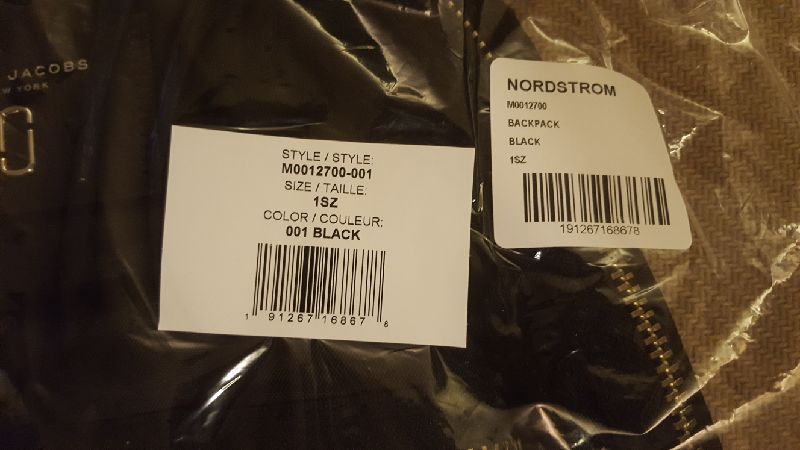 JACOBS
W YORK
STYLE / STYLE:
M0012700-001
SIZE / TAILLE:
1SZ
COLOR / COULEUR:
001 BLACK
1 91267 16867 8
NORDSTROM
M0012700
BACKPACK
BLACK
1SZ
191267168678